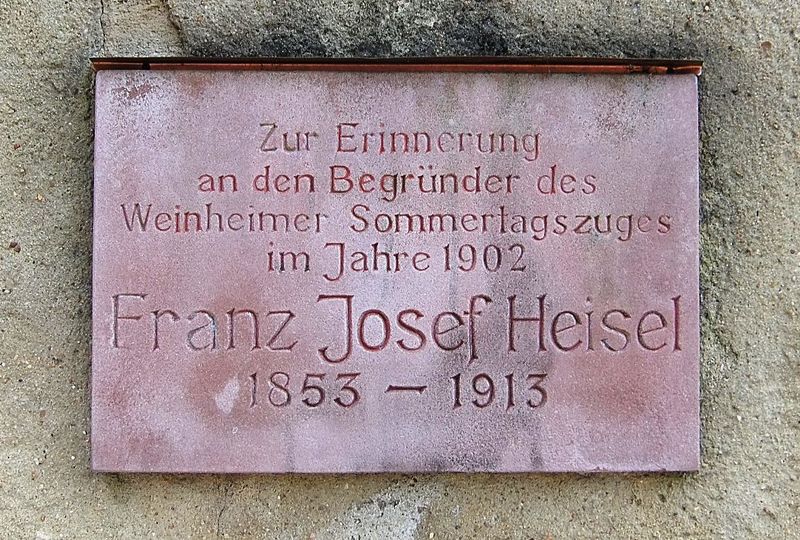 Zur Erinnerung
an den Begründer des
Weinheimer Sommertagszuges
im Jahre 1902
Franz Josef Heisel
1853 – 1913